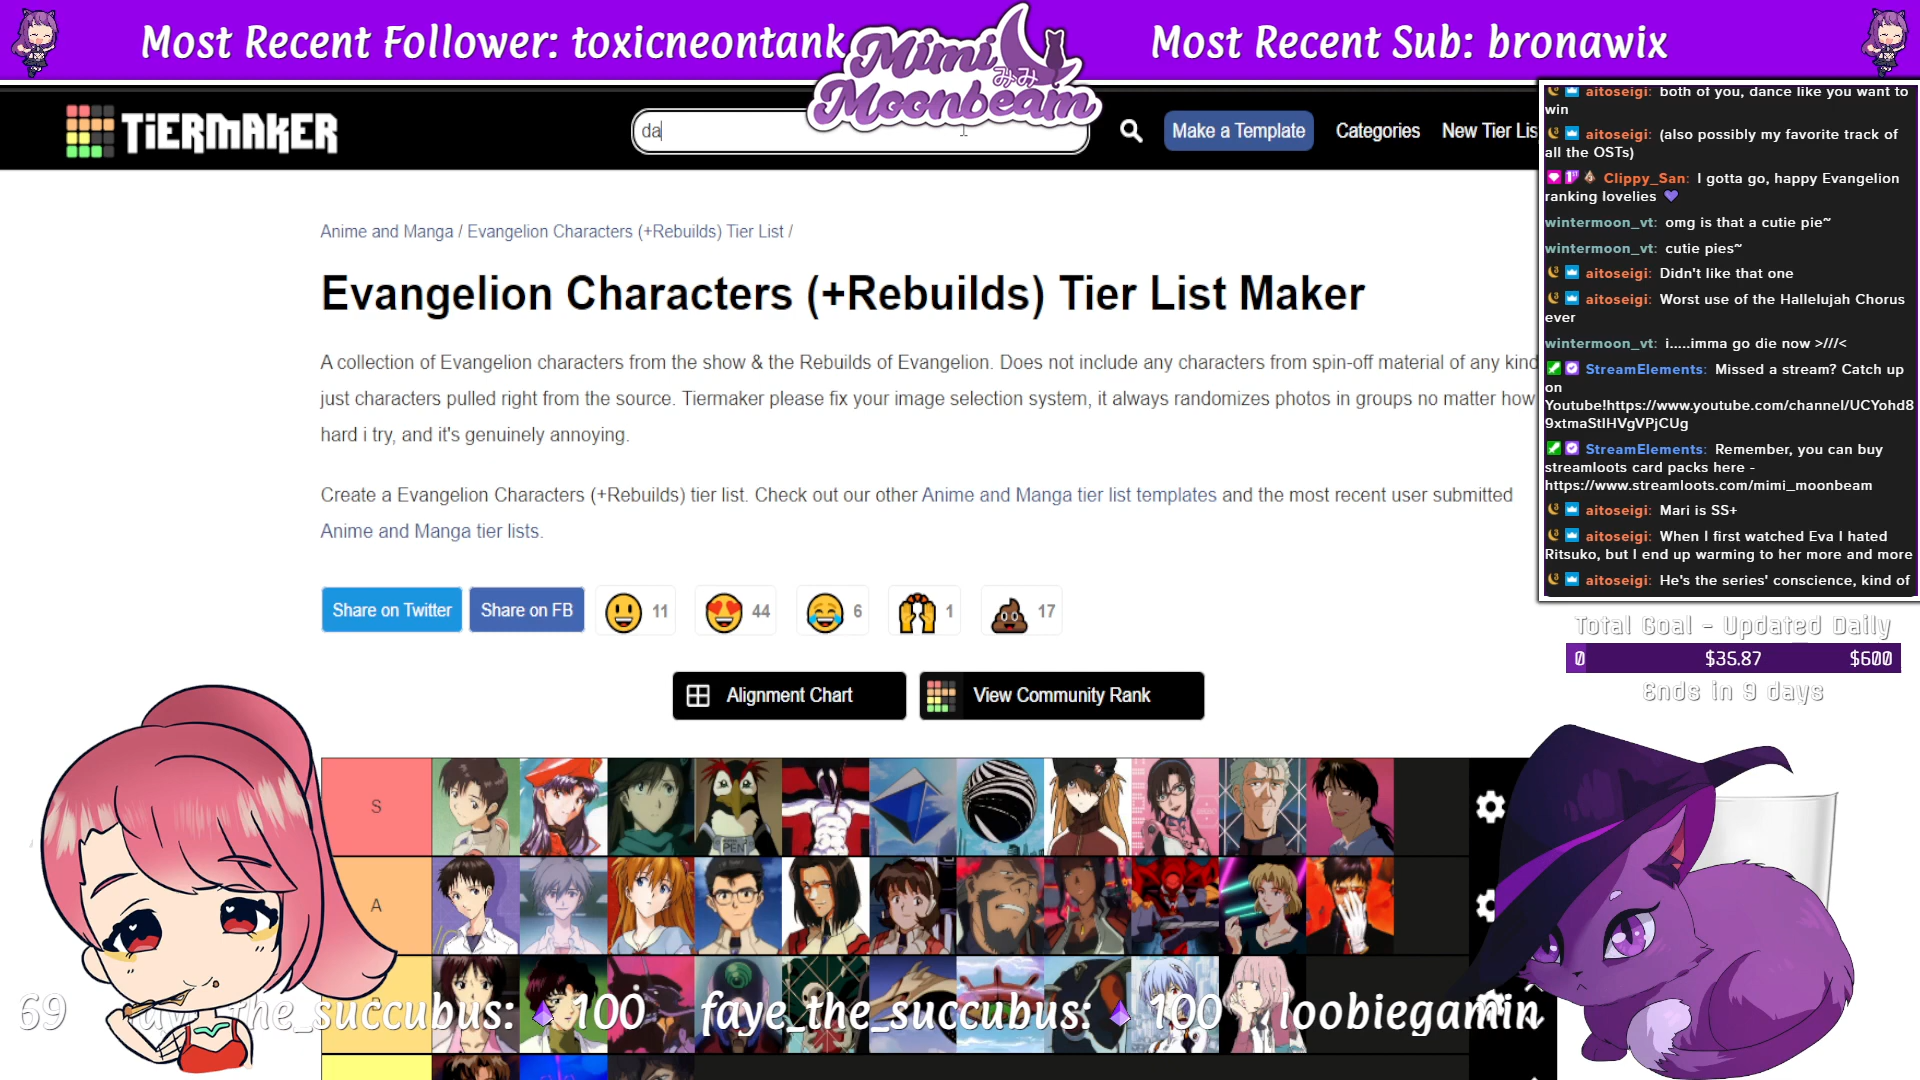 Most Recent Follower: toxicneontank
Mimi
みみ
Moonbeam
Most Recent Sub: bronawix
TiERMAKER
da
Make a Template
Categories
New Tier Lis
Anime and Manga / Evangelion Characters (+Rebuilds) Tier List /
Evangelion Characters (+Rebuilds) Tier List Maker
A collection of Evangelion characters from the show & the Rebuilds of Evangelion. Does not include any characters from spin-off material of any kind
just characters pulled right from the source. Tiermaker please fix your image selection system, it always randomizes photos in groups no matter how
hard i try, and it's genuinely annoying.
Create a Evangelion Characters (+Rebuilds) tier list. Check out our other Anime and Manga tier list templates and the most recent user submitted
Anime and Manga tier lists.
Share on Twitter
Share on FB
11
44
6
1
17
Alignment Chart
View Community Rank
S
A
PEN
aitoseigi: both of you, dance like you want to
win
aitoseigi: (also possibly my favorite track of
all the OSTs)
Clippy_San: I gotta go, happy Evangelion
ranking lovelies
wintermoon_vt: omg is that a cutie pie~
wintermoon_vt: cutie pies~
aitoseigi: Didn't like that one
aitoseigi: Worst use of the Hallelujah Chorus
ever
wintermoon_vt: i.....imma go die now >///<
StreamElements: Missed a stream? Catch up
on
Youtube!https://www.youtube.com/channel/UCYohd8
9xtmaStlHVgVPjCUg
StreamElements: Remember, you can buy
streamloots card packs here -
https://www.streamloots.com/mimi_moonbeam
aitoseigi: Mari is SS+
aitoseigi: When I first watched Eva I hated
Ritsuko, but I end up warming to her more and more
aitoseigi: He's the series' conscience, kind of
Total Goal - Updated Daily
0 $35.87 $600
Ends in 9 days
69
the_succubus: 100 faye_the_succubus: 100 loobiegamin